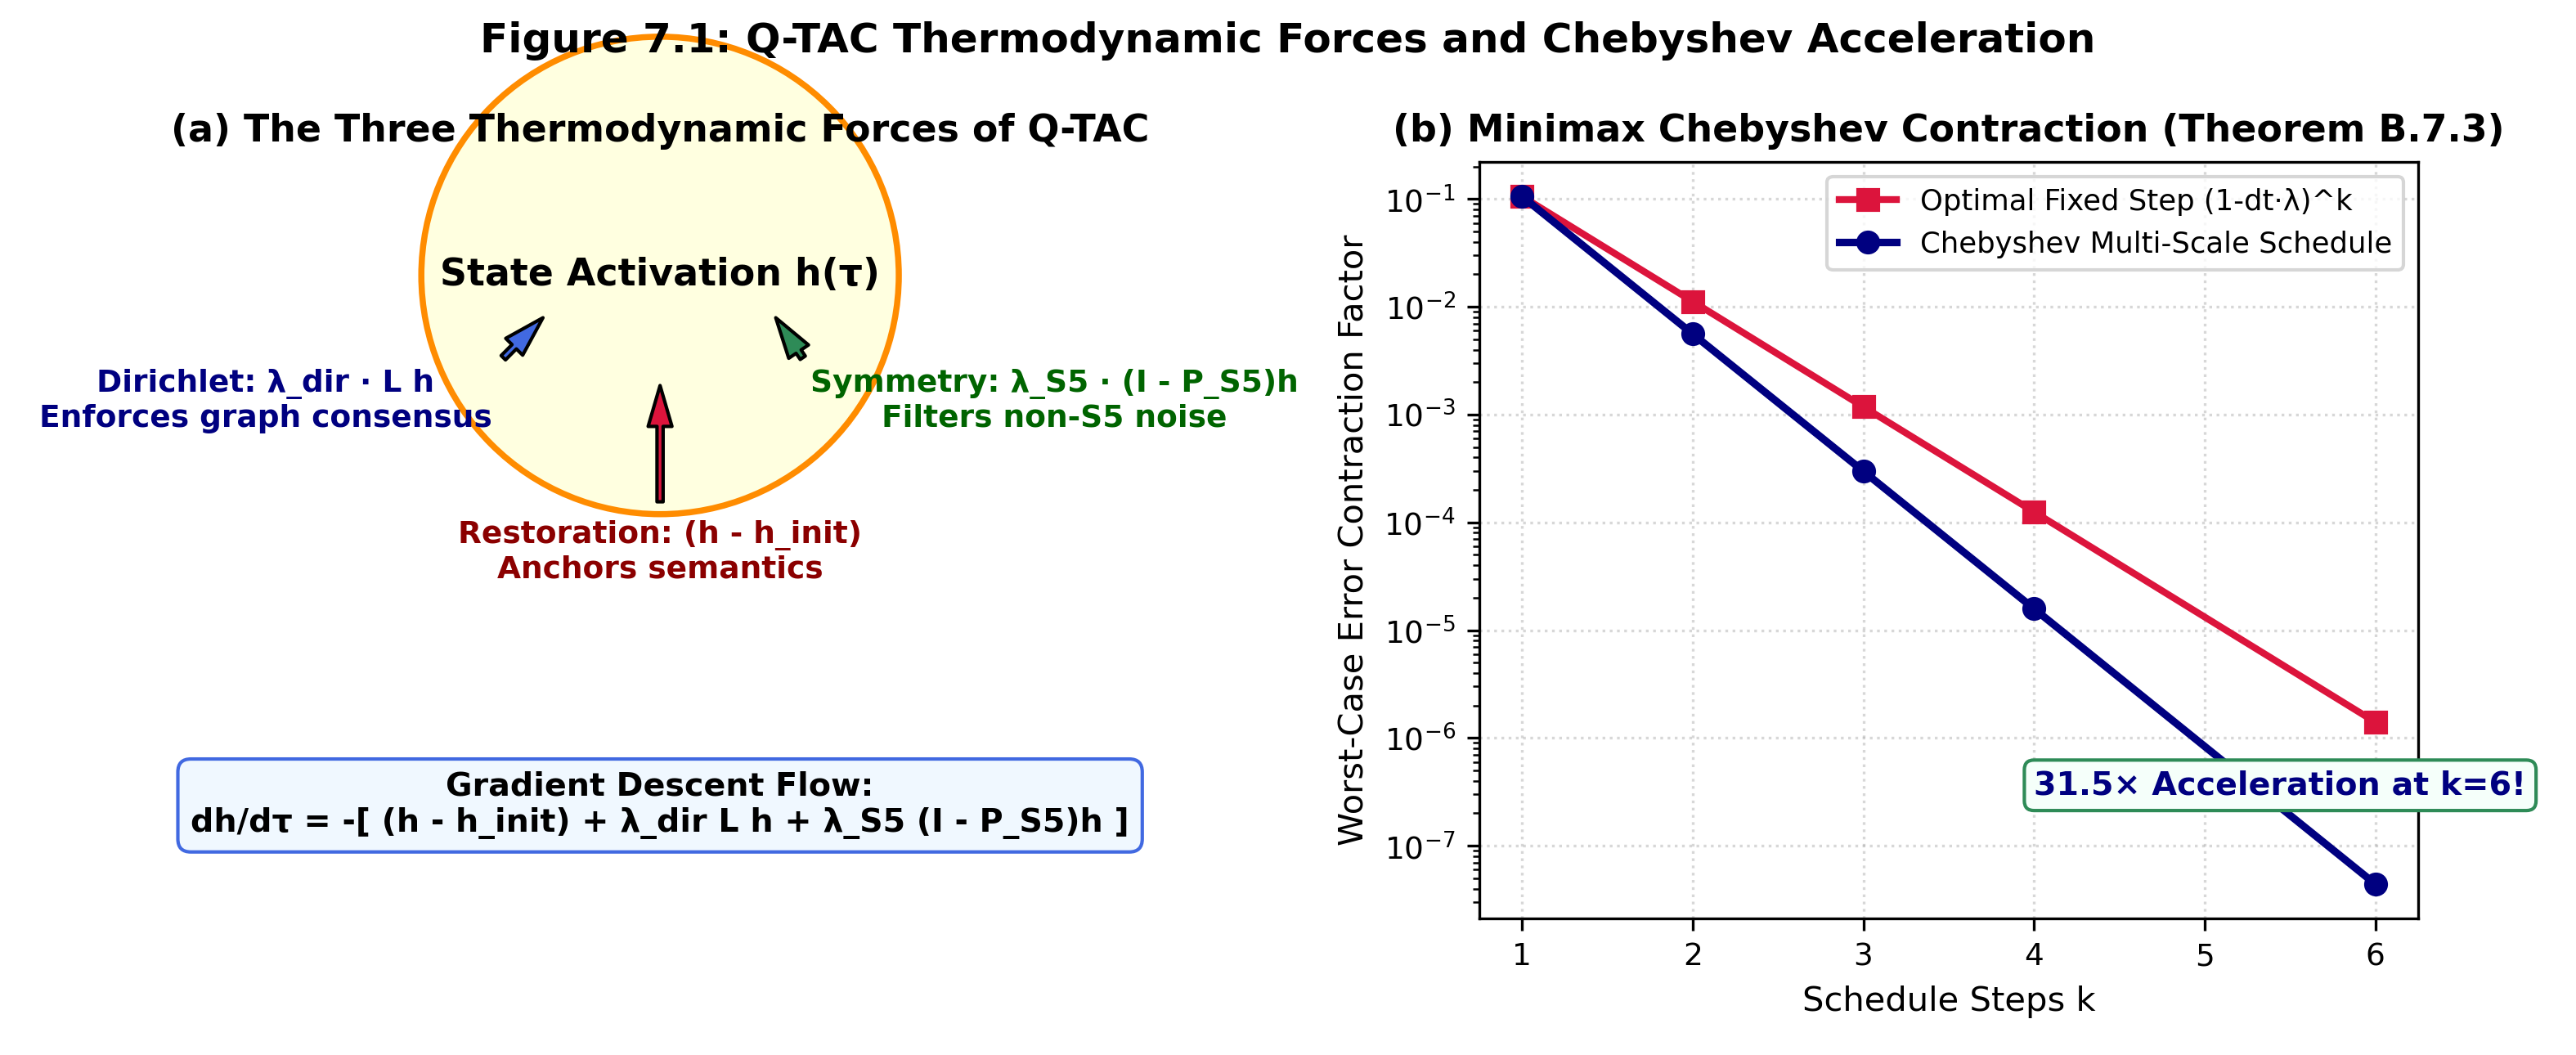 Figure 7.1: Q-TAC Thermodynamic Forces and Chebyshev Acceleration
(a) The Three Thermodynamic Forces of Q-TAC
State Activation h(τ)
Dirichlet: λ_dir · L h
Enforces graph consensus
Symmetry: λ_S5 · (I - P_S5)h
Filters non-S5 noise
Restoration: (h - h_init)
Anchors semantics
Gradient Descent Flow:
dh/dτ = -[ (h - h_init) + λ_dir L h + λ_S5 (I - P_S5)h ]
(b) Minimax Chebyshev Contraction (Theorem B.7.3)
Optimal Fixed Step (1-dt·λ)^k
Chebyshev Multi-Scale Schedule
Worst-Case Error Contraction Factor
10⁻¹
10⁻²
10⁻³
10⁻⁴
10⁻⁵
10⁻⁶
10⁻⁷
31.5× Acceleration at k=6!
1 2 3 4 5 6
Schedule Steps k